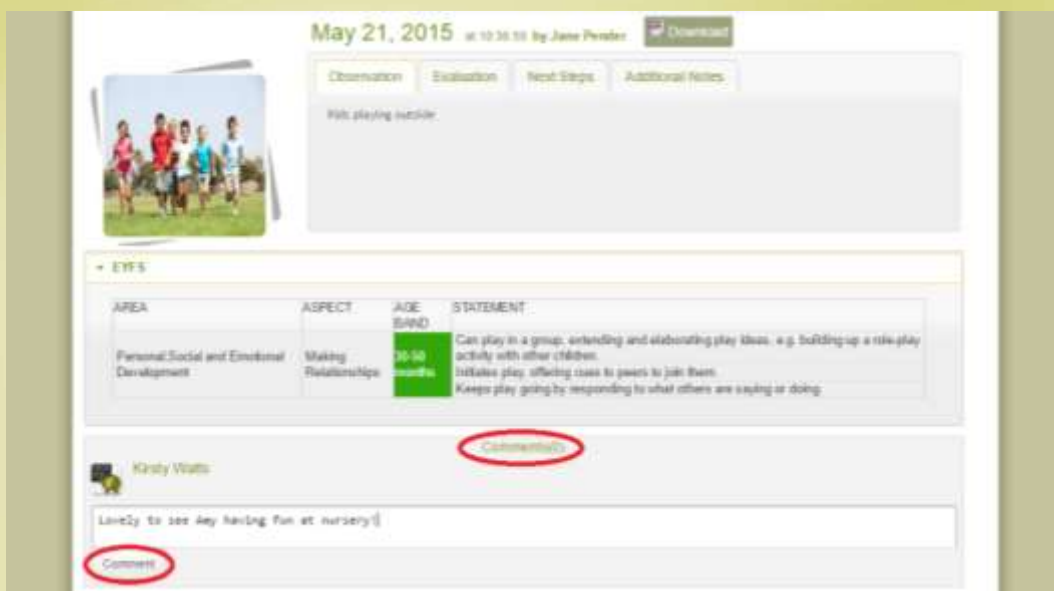 May 21, 2015 at 10:36:59 by Jane Pender Download
Observation Evaluation Next Steps Additional Notes
Kids playing outside
EYFS
AREA ASPECT AGE BAND STATEMENT
Personal Social and Emotional Development
Making Relationships
30-50 months
Can play in a group, extending and elaborating play ideas, e.g. building up a role-play
activity with other children.
Initiates play, offering cues to peers to join them.
Keeps play going by responding to what others are saying or doing
Kirsty Watts
Lovely to see Amy having fun at nursery!
Comment